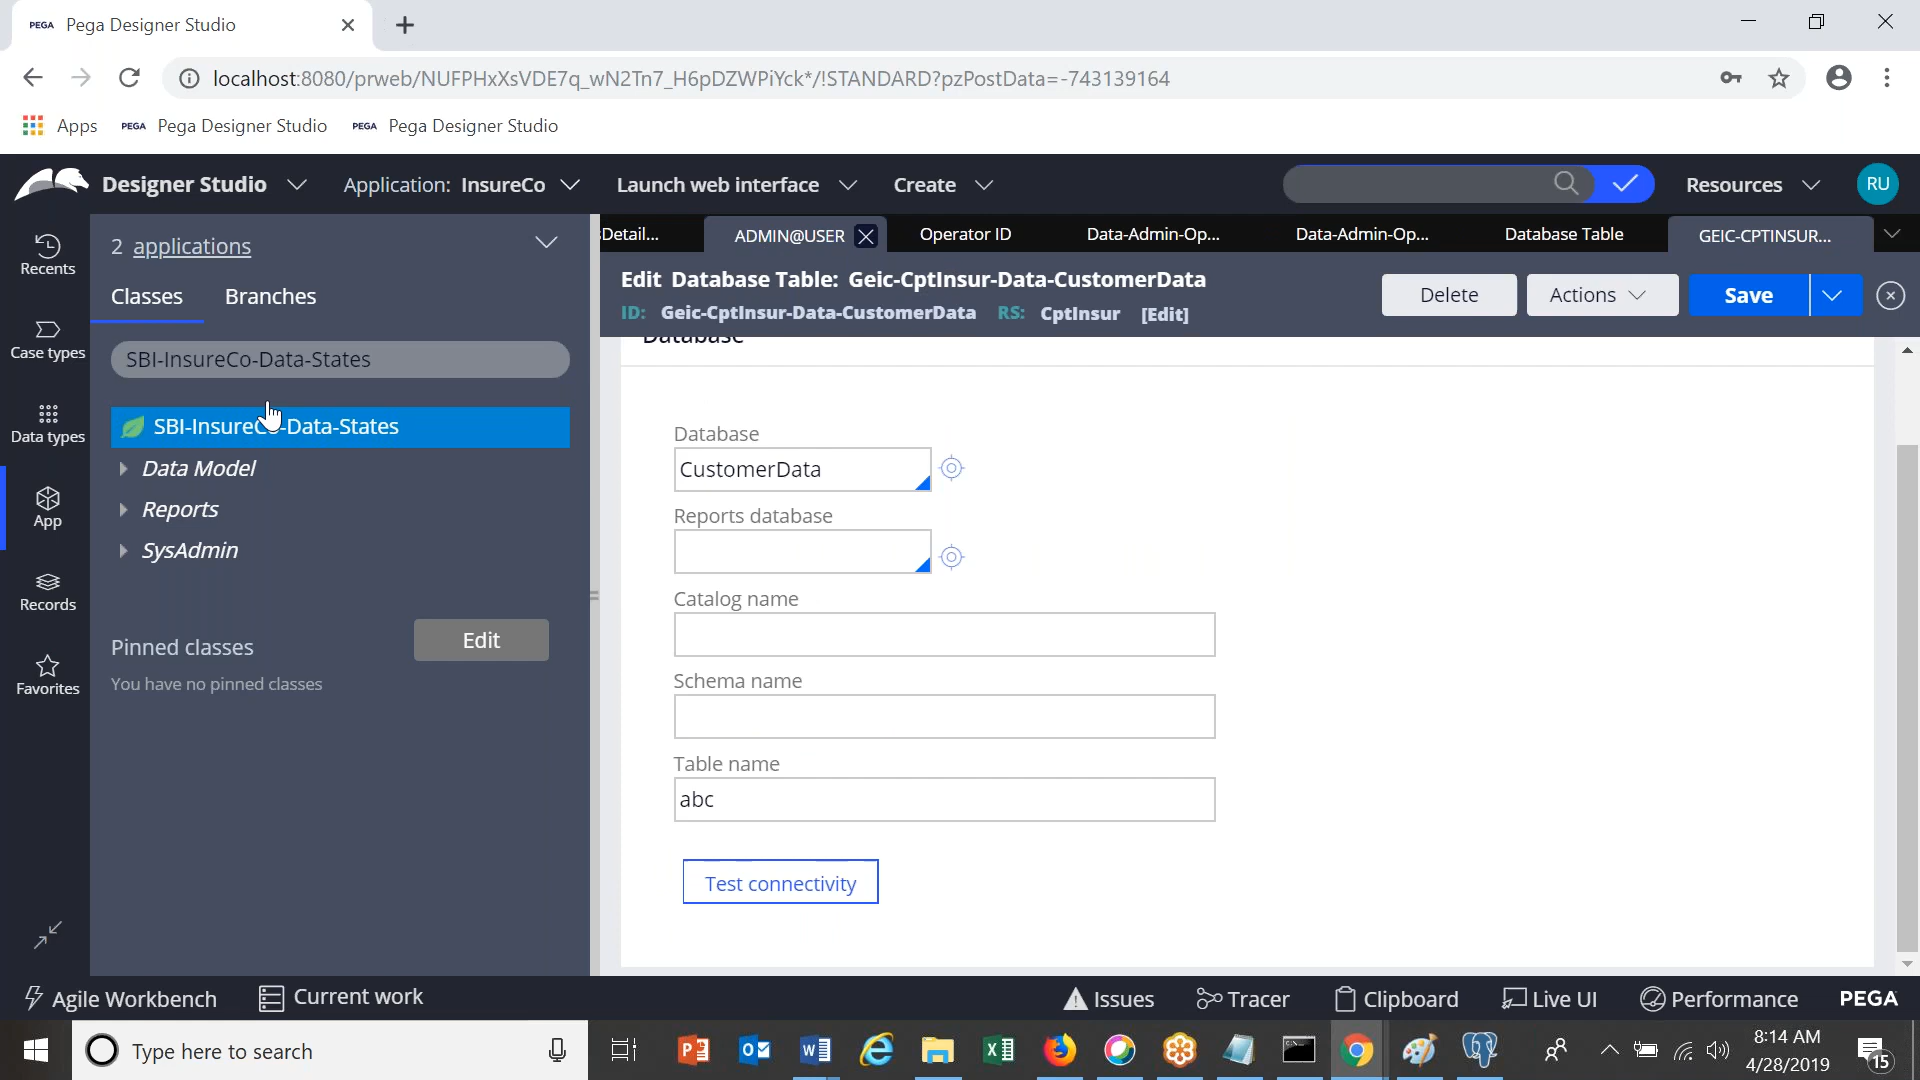 PEGA Pega Designer Studio
localhost:8080/prweb/NUFPHxXsVDE7q_wN2Tn7_H6pDZWPiYck*/!STANDARD?pzPostData=-743139164
Apps PEGA Pega Designer Studio PEGA Pega Designer Studio
Designer Studio Application: InsureCo Launch web interface Create Resources RU
Recents
Case types
Data types
App
Records
Favorites
2 applications
Classes Branches
SBI-InsureCo-Data-States
SBI-InsureCo-Data-States
Data Model
Reports
SysAdmin
Pinned classes Edit
You have no pinned classes
sDetail... ADMIN@USER Operator ID Data-Admin-Op... Data-Admin-Op... Database Table GEIC-CPTINSUR...
Edit Database Table: Geic-CptInsur-Data-CustomerData
ID: Geic-CptInsur-Data-CustomerData RS: CptInsur [Edit]
Delete Actions Save
Database
Database
CustomerData
Reports database
Catalog name
Schema name
Table name
abc
Test connectivity
Agile Workbench Current work Issues Tracer Clipboard Live UI Performance PEGA
Type here to search
8:14 AM
4/28/2019
15